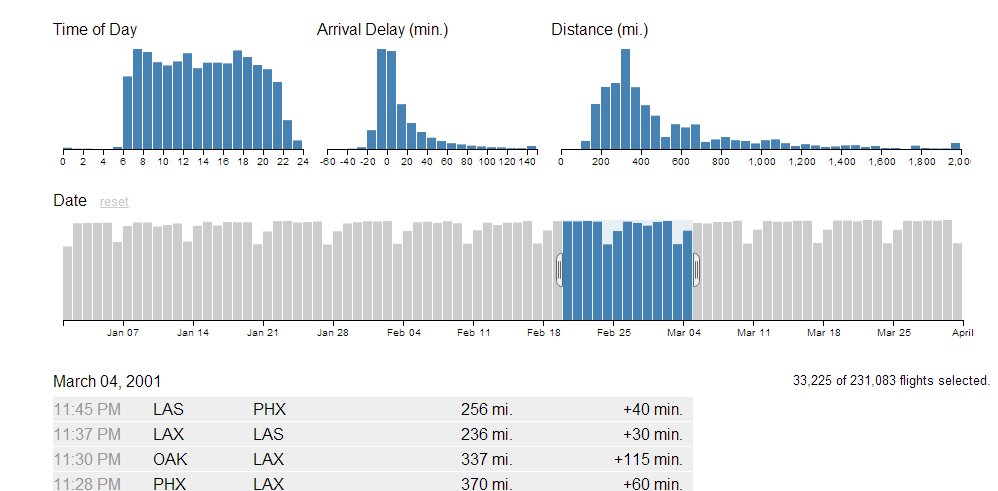 Time of Day Arrival Delay (min.) Distance (mi.)
0 2 4 6 8 10 12 14 16 18 20 22 24 -60 -40 -20 0 20 40 60 80 100 120 140 0 200 400 600 800 1,000 1,200 1,400 1,600 1,800 2,00
Date reset
Jan 07 Jan 14 Jan 21 Jan 28 Feb 04 Feb 11 Feb 18 Feb 25 Mar 04 Mar 11 Mar 18 Mar 25 April
March 04, 2001 33,225 of 231,083 flights selected.
11:45 PM LAS PHX 256 mi. +40 min.
11:37 PM LAX LAS 236 mi. +30 min.
11:30 PM OAK LAX 337 mi. +115 min.
11:28 PM PHX LAX 370 mi. +60 min.